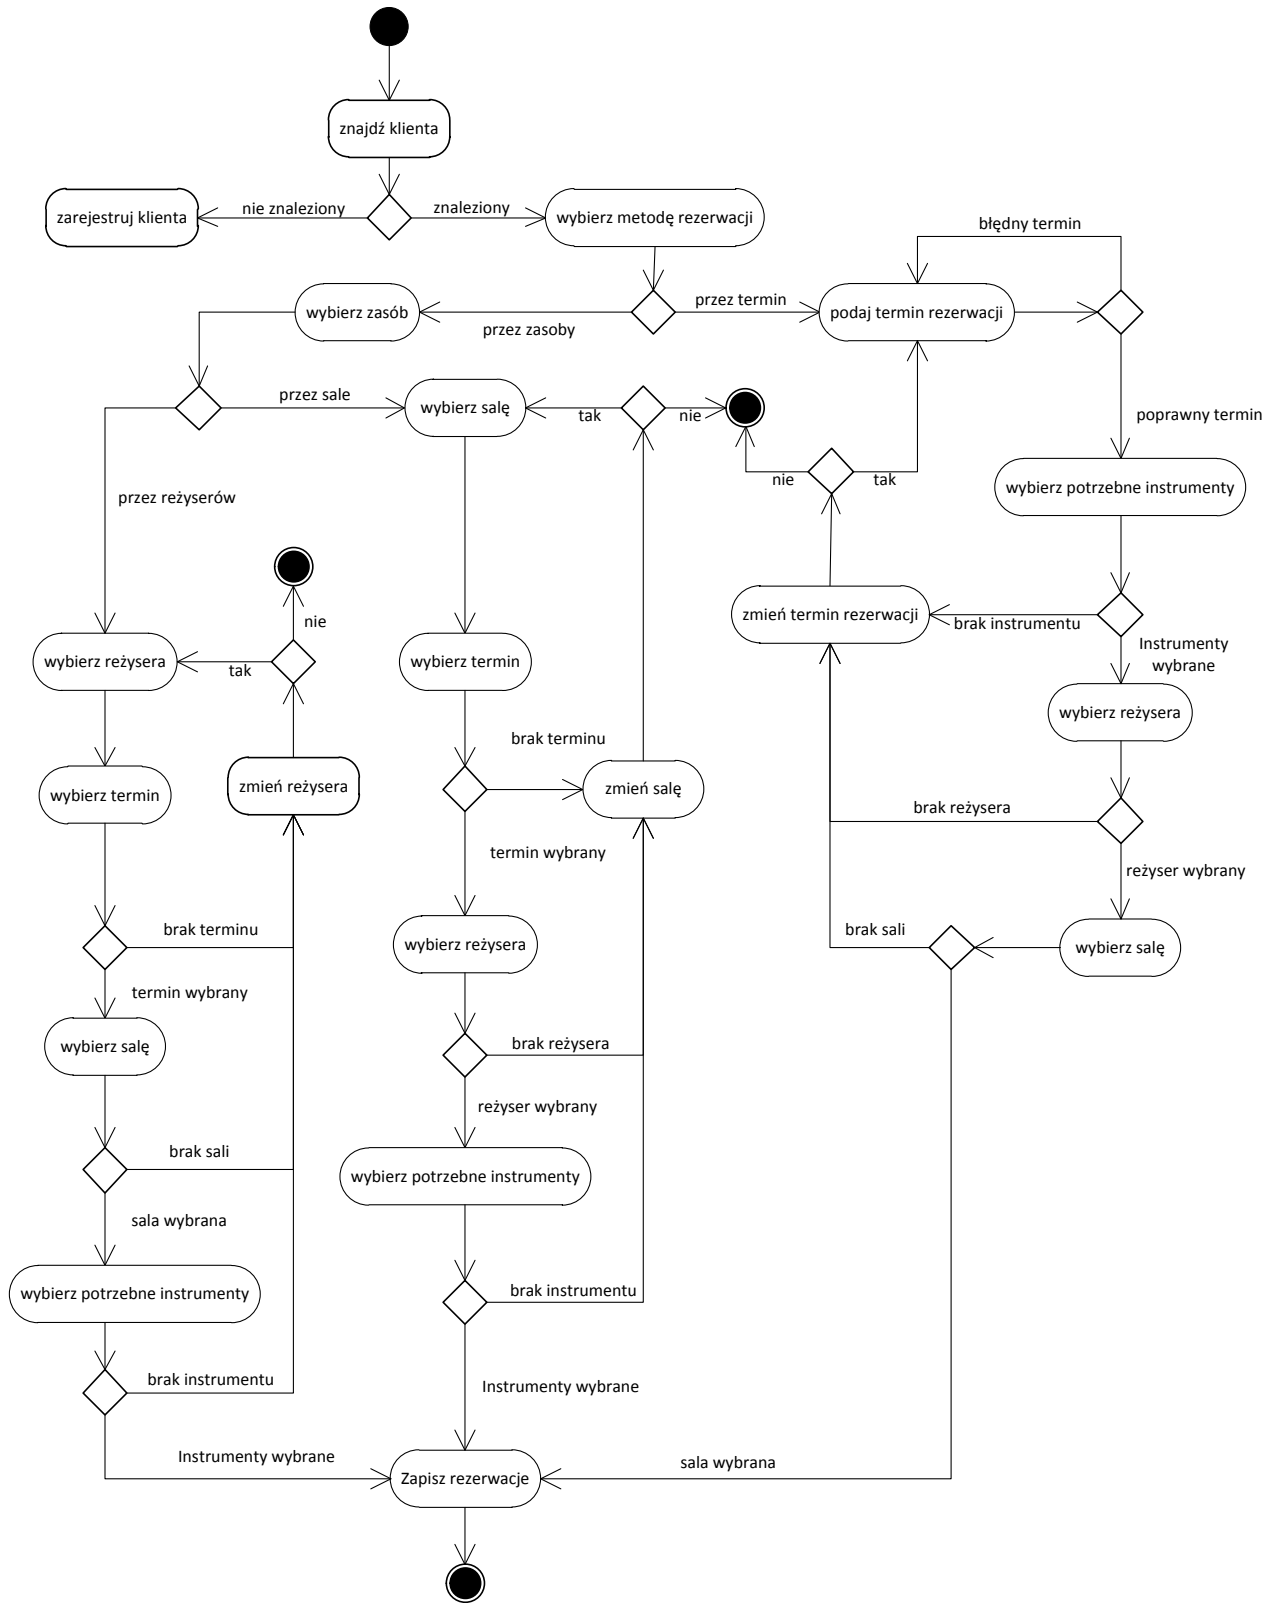 znajdź klienta
zarejestruj klienta
nie znaleziony
znaleziony
wybierz metodę rezerwacji
błędny termin
wybierz zasób
przez zasoby
przez termin
podaj termin rezerwacji
przez sale
wybierz salę
tak
nie
poprawny termin
przez reżyserów
nie
tak
wybierz potrzebne instrumenty
nie
zmień termin rezerwacji
brak instrumentu
Instrumenty
wybrane
wybierz reżysera
tak
wybierz termin
wybierz reżysera
brak terminu
wybierz termin
zmień reżysera
zmień salę
brak reżysera
termin wybrany
reżyser wybrany
brak terminu
wybierz reżysera
brak sali
wybierz salę
termin wybrany
wybierz salę
brak reżysera
reżyser wybrany
brak sali
wybierz potrzebne instrumenty
sala wybrana
wybierz potrzebne instrumenty
brak instrumentu
brak instrumentu
Instrumenty wybrane
Instrumenty wybrane
sala wybrana
Zapisz rezerwacje